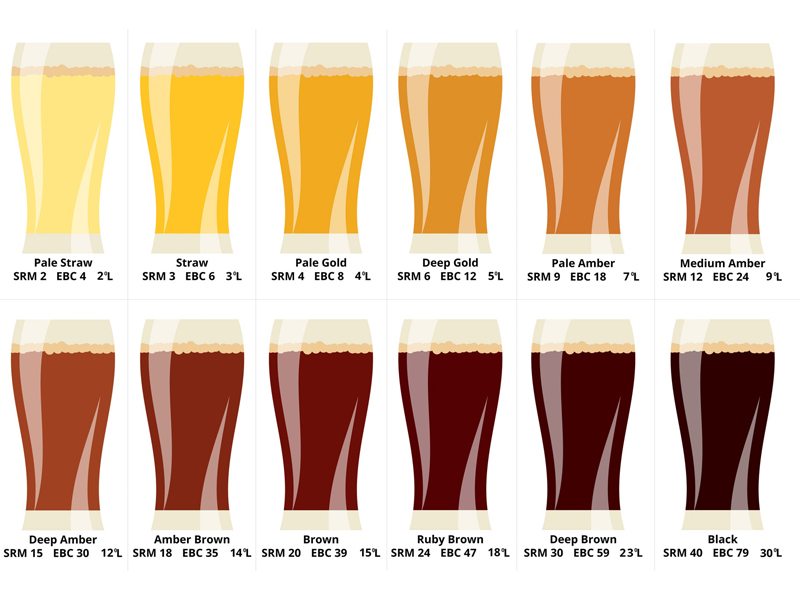 Pale Straw
SRM 2 EBC 4 2°L
Straw
SRM 3 EBC 6 3°L
Pale Gold
SRM 4 EBC 8 4°L
Deep Gold
SRM 6 EBC 12 5°L
Pale Amber
SRM 9 EBC 18 7°L
Medium Amber
SRM 12 EBC 24 9°L
Deep Amber
SRM 15 EBC 30 12°L
Amber Brown
SRM 18 EBC 35 14°L
Brown
SRM 20 EBC 39 15°L
Ruby Brown
SRM 24 EBC 47 18°L
Deep Brown
SRM 30 EBC 59 23°L
Black
SRM 40 EBC 79 30°L